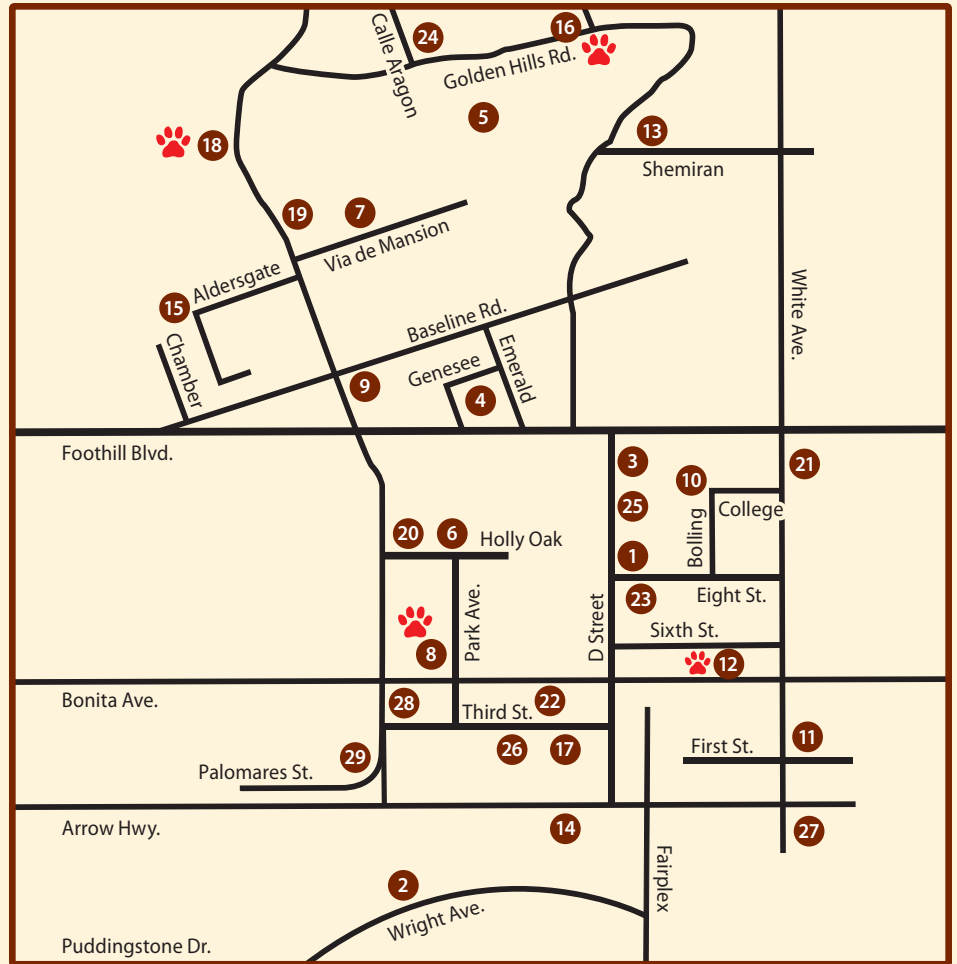 Calle Aragon
24
16
Golden Hills Rd.
5
13
18
Shemiran
19
7
Via de Mansion
Aldersgate
White Ave.
15
Baseline Rd.
Chamber
Genesee
Emerald
9
4
Foothill Blvd.
3
21
10
25
College
20
6
Holly Oak
Bolling
1
Eight St.
23
Park Ave.
D Street
Sixth St.
8
12
Bonita Ave.
28
22
Third St.
11
First St.
26
17
29
Palomares St.
Arrow Hwy.
14
27
Fairplex
2
Wright Ave.
Puddingstone Dr.